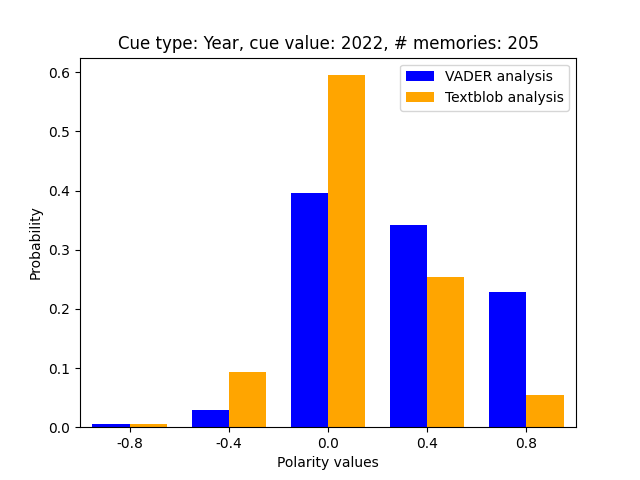 Cue type: Year, cue value: 2022, # memories: 205
VADER analysis
Textblob analysis
0.6
0.5
0.4
0.3
0.2
0.1
0.0
Probability
-0.8
-0.4
0.0
0.4
0.8
Polarity values